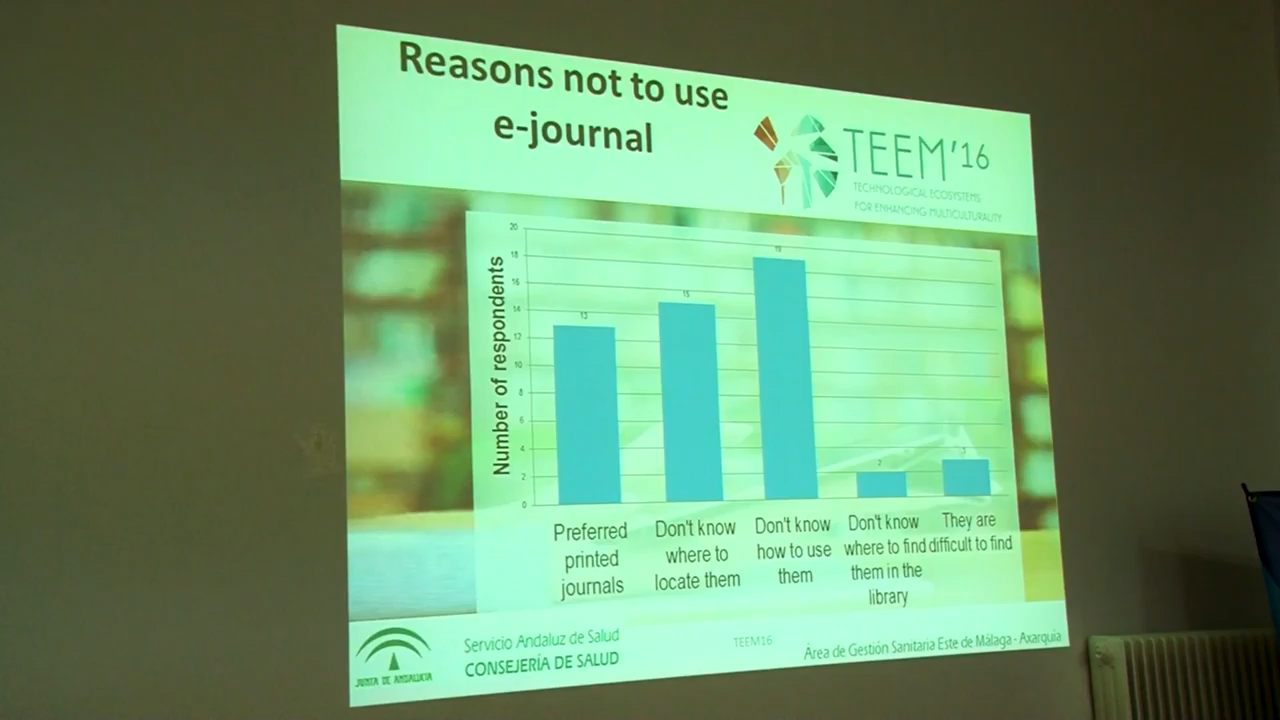 Reasons not to use
e-journal
TEEM'16
TECHNOLOGICAL ECOSYSTEMS
FOR ENHANCING MULTICULTURALITY
Number of respondents
20
18
16
14
12
10
8
6
4
2
0
13
15
19
2
3
Preferred
printed
journals
Don't know
where to
locate them
Don't know
how to use
them
Don't know
where to find
them in the
library
They are
difficult to find
JUNTA DE ANDALUCIA
Servicio Andaluz de Salud
CONSEJERÍA DE SALUD
TEEM16
Área de Gestión Sanitaria Este de Málaga - Axarquía